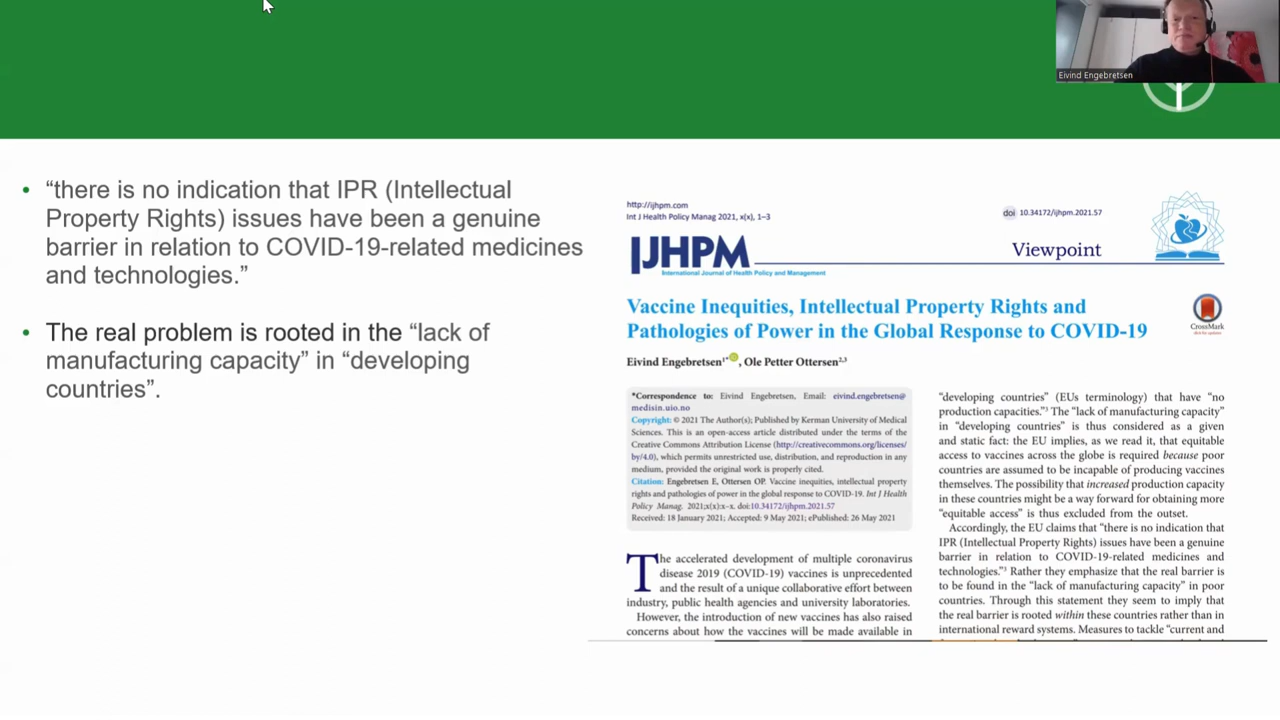 Eivind Engebretsen
• “there is no indication that IPR (Intellectual
Property Rights) issues have been a genuine
barrier in relation to COVID-19-related medicines
and technologies.”
• The real problem is rooted in the “lack of
manufacturing capacity” in “developing
countries”.
http://ijhpm.com
Int J Health Policy Manag 2021, x(x), 1–3
doi 10.34172/ijhpm.2021.57
IJHPM
International Journal of Health Policy and Management
Viewpoint
Vaccine Inequities, Intellectual Property Rights and
Pathologies of Power in the Global Response to COVID-19
CrossMark
Eivind Engebretsen1*, Ole Petter Ottersen2,3
*Correspondence to: Eivind Engebretsen, Email: eivind.engebretsen@
medisin.uio.no
Copyright: © 2021 The Author(s); Published by Kerman University of Medical
Sciences. This is an open-access article distributed under the terms of the
Creative Commons Attribution License (http://creativecommons.org/licenses/
by/4.0), which permits unrestricted use, distribution, and reproduction in any
medium, provided the original work is properly cited.
Citation: Engebretsen E, Ottersen OP. Vaccine inequities, intellectual property
rights and pathologies of power in the global response to COVID-19. Int J Health
Policy Manag. 2021;x(x):x–x. doi:10.34172/ijhpm.2021.57
Received: 18 January 2021; Accepted: 9 May 2021; ePublished: 26 May 2021
The accelerated development of multiple coronavirus
disease 2019 (COVID-19) vaccines is unprecedented
and the result of a unique collaborative effort between
industry, public health agencies and university laboratories.
However, the introduction of new vaccines has also raised
concerns about how the vaccines will be made available in
“developing countries” (EUs terminology) that have “no
production capacities.”3 The “lack of manufacturing capacity”
in “developing countries” is thus considered as a given
and static fact: the EU implies, as we read it, that equitable
access to vaccines across the globe is required because poor
countries are assumed to be incapable of producing vaccines
themselves. The possibility that increased production capacity
in these countries might be a way forward for obtaining more
“equitable access” is thus excluded from the outset.
Accordingly, the EU claims that “there is no indication that
IPR (Intellectual Property Rights) issues have been a genuine
barrier in relation to COVID-19-related medicines and
technologies.”3 Rather they emphasize that the real barrier is
to be found in the “lack of manufacturing capacity” in poor
countries. Through this statement they seem to imply that
the real barrier is rooted within these countries rather than in
international reward systems. Measures to tackle “current and